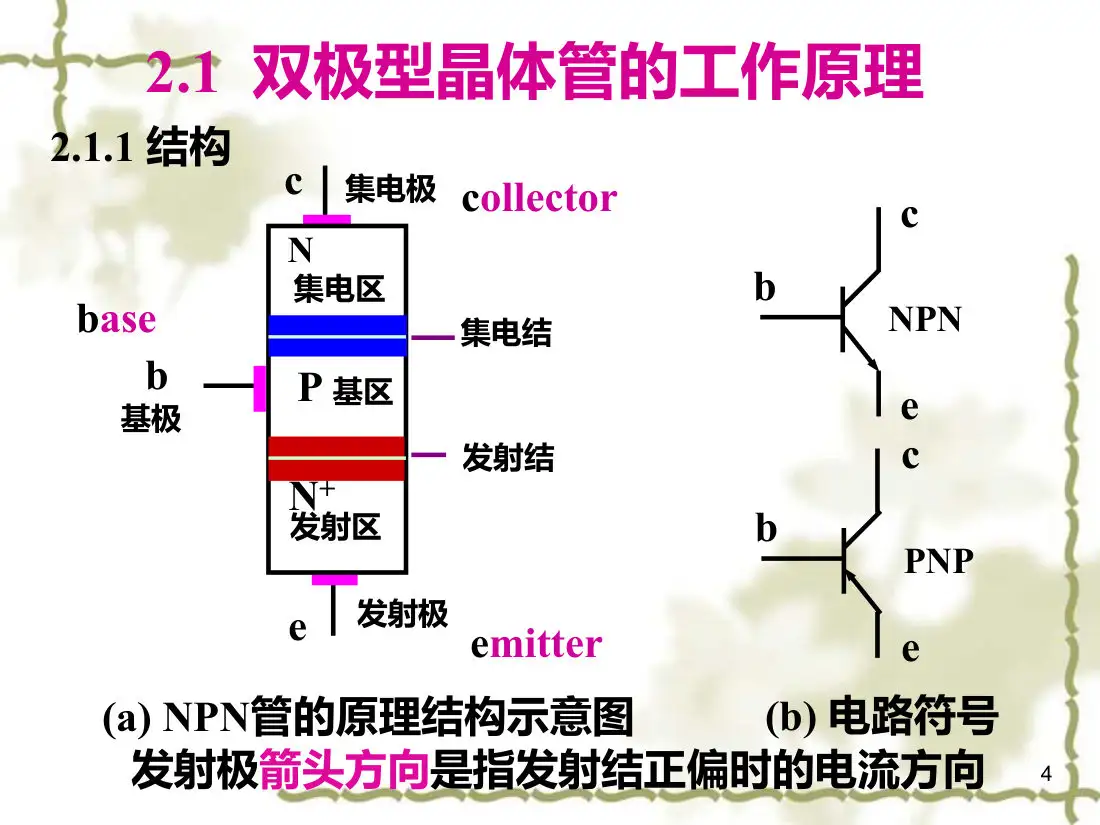 2.1 双极型晶体管的工作原理
2.1.1 结构
c
集电极
collector
N
集电区
base
集电结
b
基极
P 基区
发射结
N+
发射区
e
发射极
emitter
c
b
NPN
e
c
b
PNP
e
(a) NPN管的原理结构示意图
(b) 电路符号
发射极箭头方向是指发射结正偏时的电流方向
4